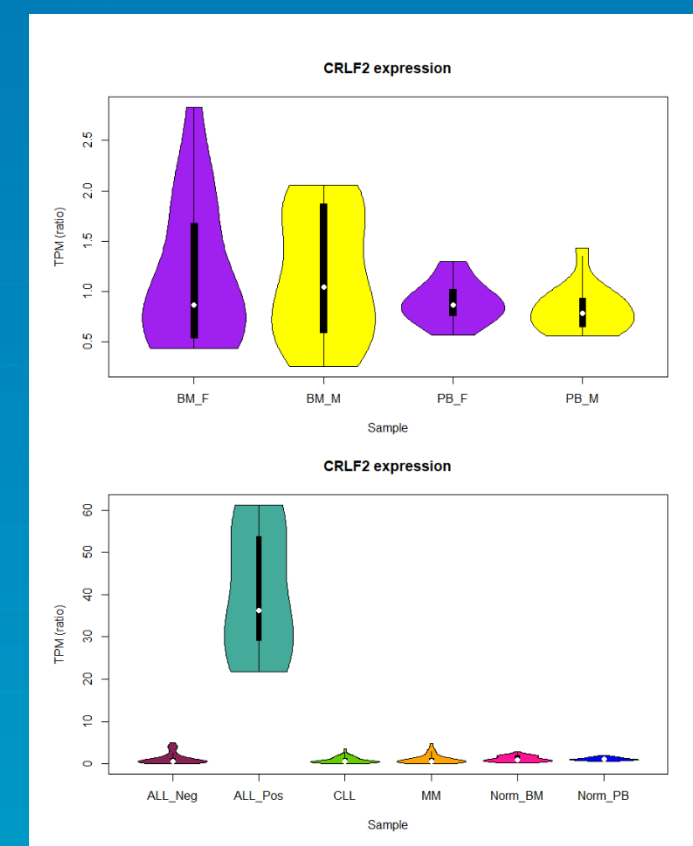 CRLF2 expression
TPM (ratio)
2.5
2.0
1.5
1.0
0.5
BM_F BM_M PB_F PB_M
Sample
CRLF2 expression
TPM (ratio)
60
50
40
30
20
10
0
ALL_Neg ALL_Pos CLL MM Norm_BM Norm_PB
Sample